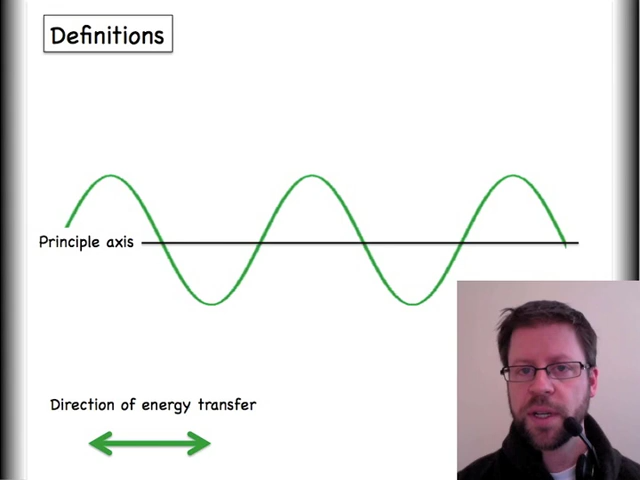 Definitions
Principle axis
Direction of energy transfer